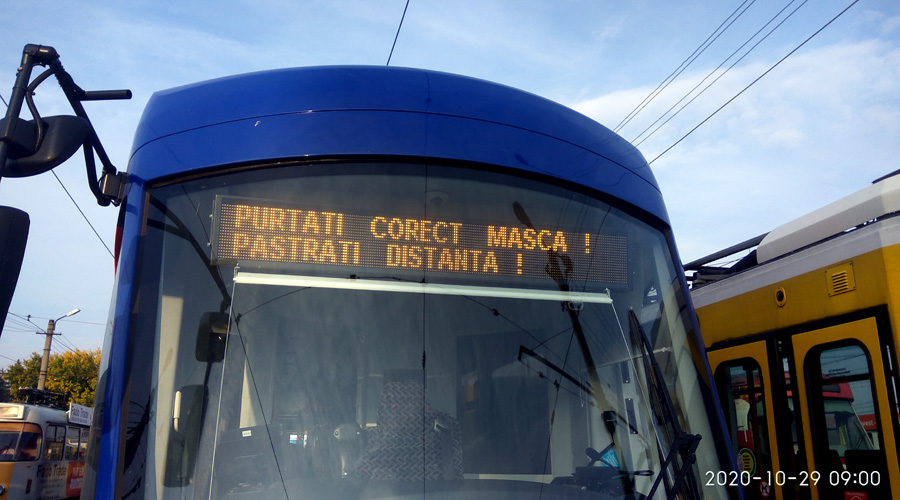 PURTATI CORECT MASCA !
PASTRATI DISTANTA !
2020-10-29 09:00